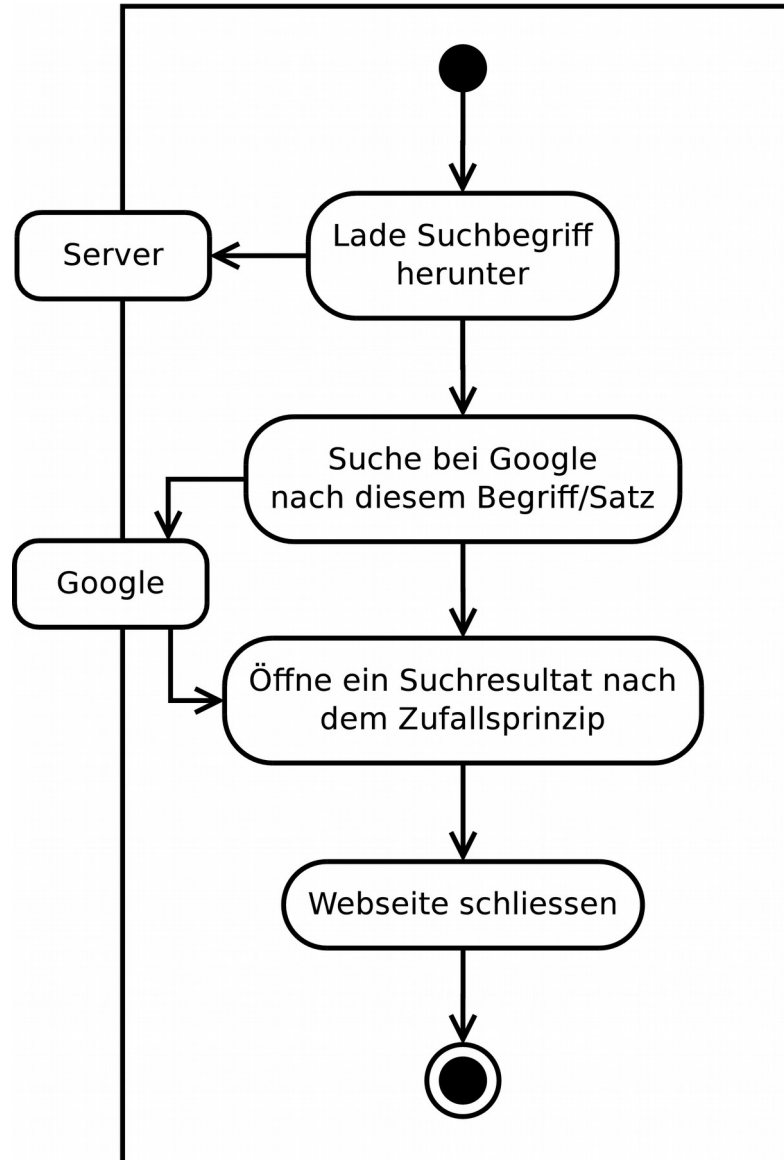 Lade Suchbegriff
herunter
Server
Suche bei Google
nach diesem Begriff/Satz
Google
Öffne ein Suchresultat nach
dem Zufallsprinzip
Webseite schliessen